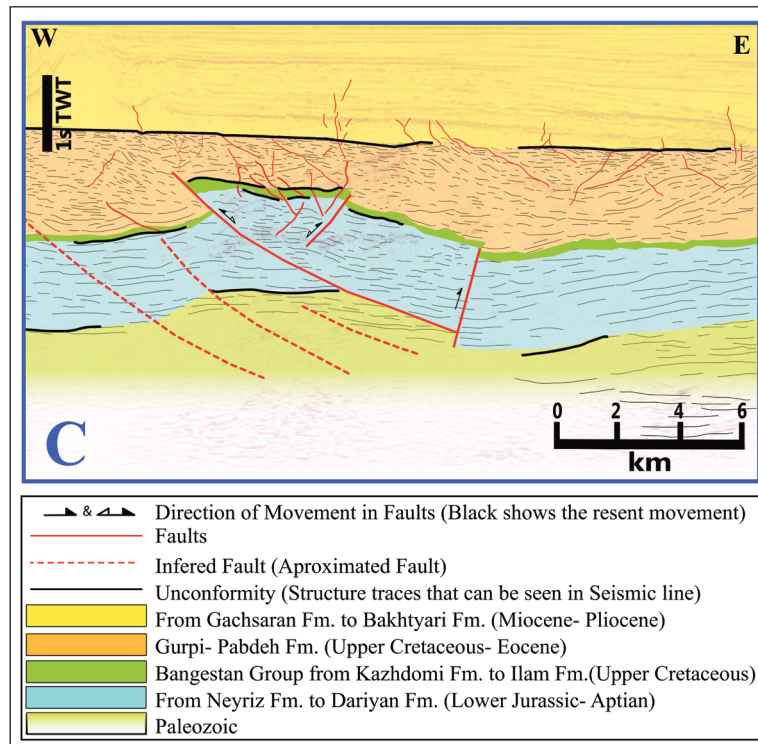 W
E
1s TWT
C
0 2 4 6
km
& Direction of Movement in Faults (Black shows the resent movement)
Faults
Infered Fault (Aproximated Fault)
Unconformity (Structure traces that can be seen in Seismic line)
From Gachsaran Fm. to Bakhtyari Fm. (Miocene- Pliocene)
Gurpi- Pabdeh Fm. (Upper Cretaceous- Eocene)
Bangestan Group from Kazhdomi Fm. to Ilam Fm.(Upper Cretaceous)
From Neyriz Fm. to Dariyan Fm. (Lower Jurassic- Aptian)
Paleozoic